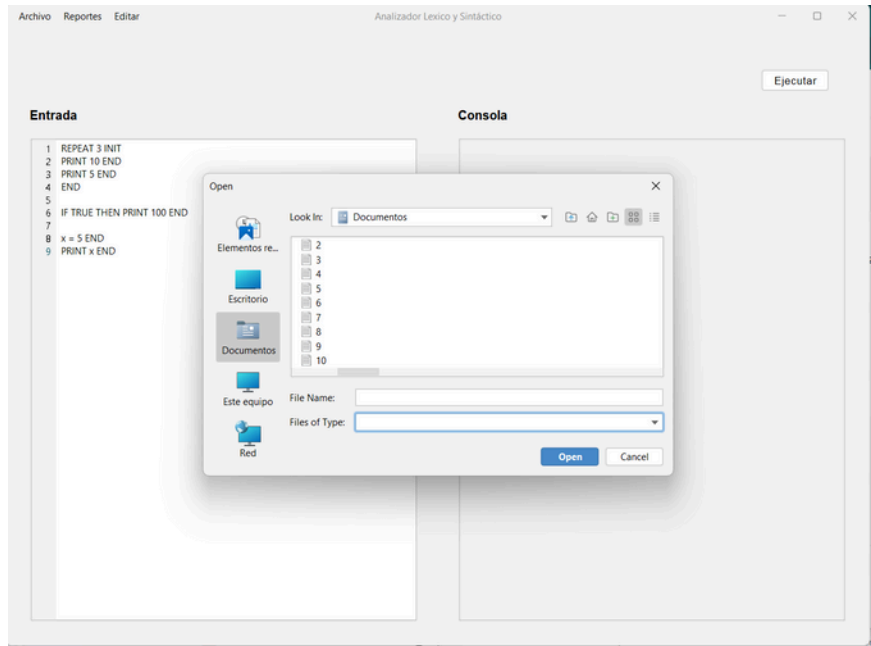 Archivo Reportes Editar
Analizador Lexico y Sintáctico
Ejecutar
Entrada
Consola
1 REPEAT 3 INIT
2 PRINT 10 END
3 PRINT 5 END
4 END
5
6 IF TRUE THEN PRINT 100 END
7
8 x = 5 END
9 PRINT x END
Open
Look In: Documentos
Elementos re...
Escritorio
Documentos
Este equipo
Red
2
3
4
5
6
7
8
9
10
File Name:
Files of Type:
Open Cancel